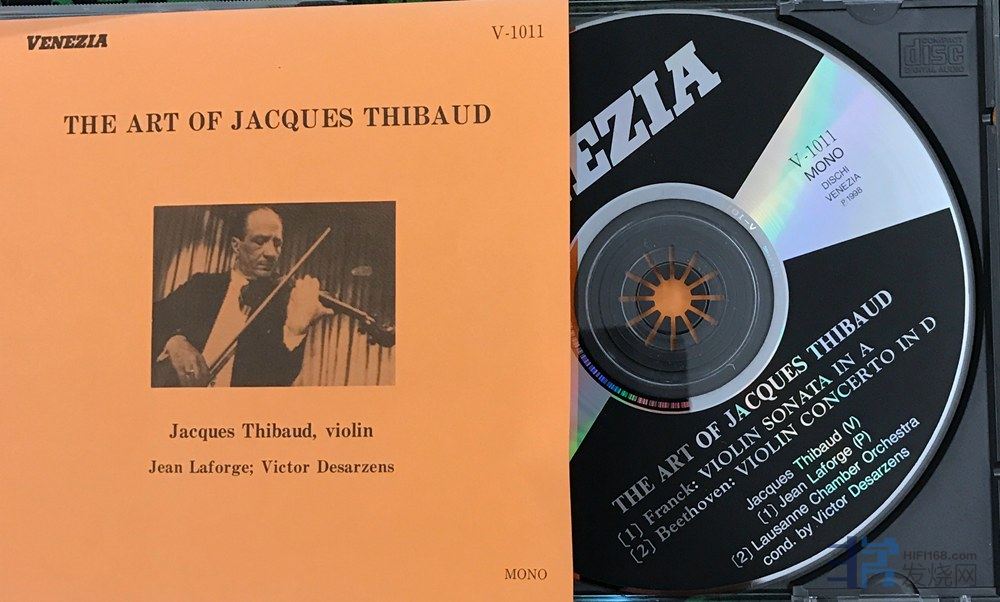 VENEZIA
V-1011
THE ART OF JACQUES THIBAUD
Jacques Thibaud, violin
Jean Laforge; Victor Desarzens
MONO
EZIA
COMPACT
disc
DIGITAL AUDIO
V-1011
MONO
DISCHI
VENEZIA
P.1998
THE ART OF JACQUES THIBAUD
[1] Franck: VIOLIN SONATA IN A
[2] Beethoven: VIOLIN CONCERTO IN D
Jacques Thibaud (V)
(1) Jean Laforge (P)
(2) Lausanne Chamber Orchestra
cond. by Victor Desarzens
HIFI168.com
发烧网